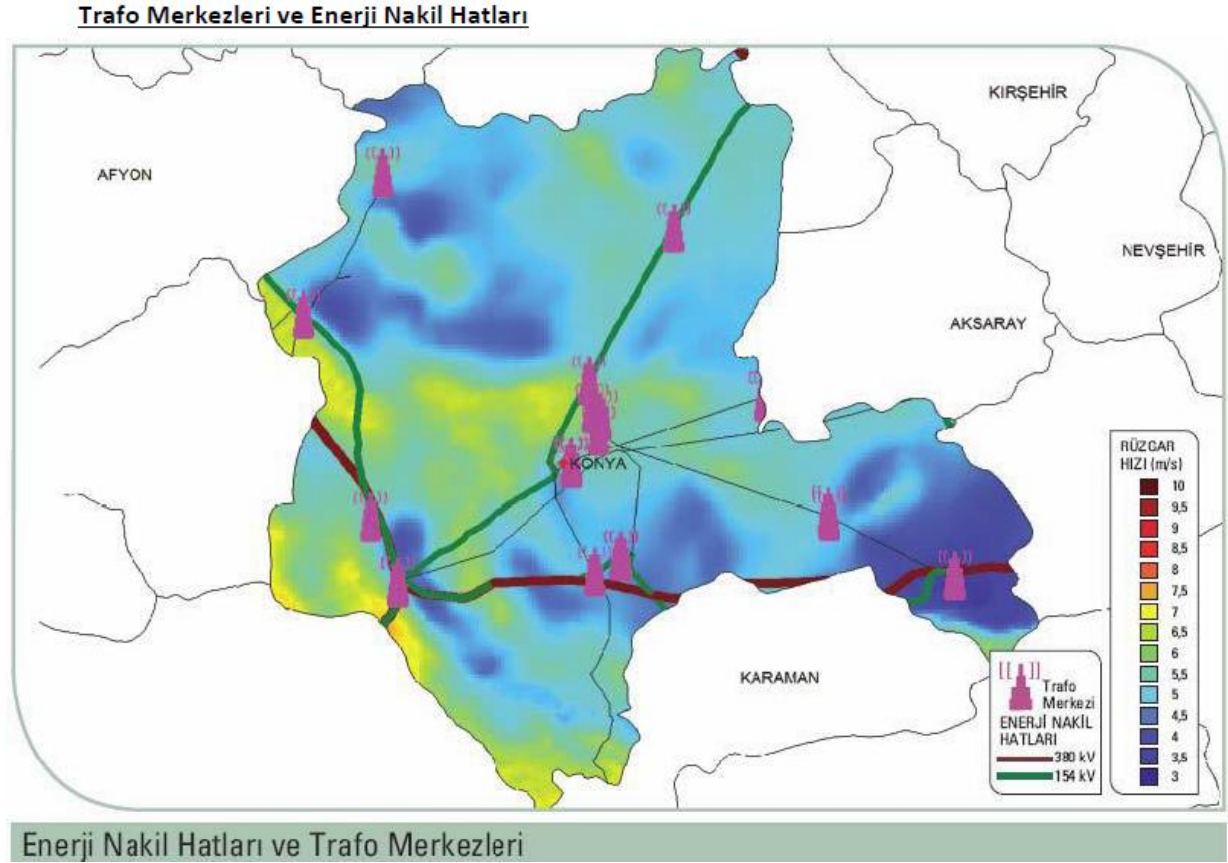 Trafo Merkezleri ve Enerji Nakil Hatları
KIRŞEHİR
AFYON
NEVŞEHİR
AKSARAY
KONYA
KARAMAN
RÜZGAR
HIZI (m/s)
10
9,5
9
8,5
8
7,5
7
6,5
6
5,5
5
4,5
4
3,5
3
Trafo
Merkezi
ENERJİ NAKİL
HATLARI
380 kV
154 kV
Enerji Nakil Hatları ve Trafo Merkezleri